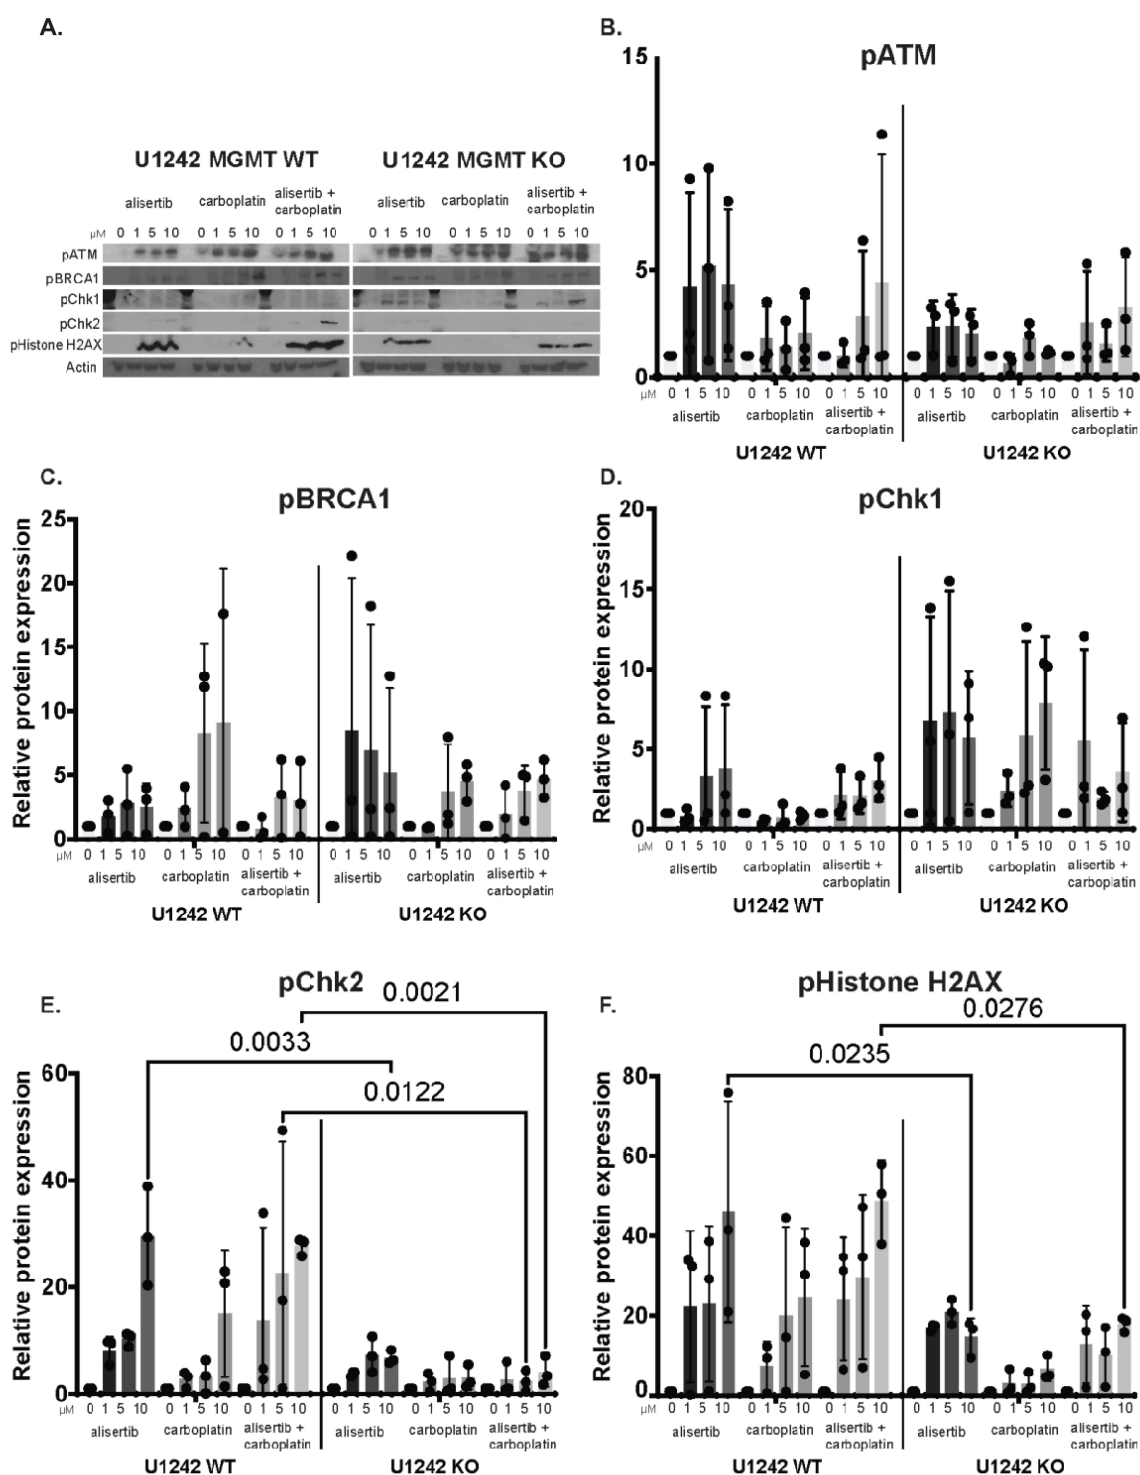 A.
U1242 MGMT WT U1242 MGMT KO
alisertib carboplatin alisertib + carboplatin alisertib carboplatin alisertib + carboplatin
µM 0 1 5 10 0 1 5 10 0 1 5 10 0 1 5 10 0 1 5 10 0 1 5 10
pATM
pBRCA1
pChk1
pChk2
pHistone H2AX
Actin
B.
pATM
15
10
5
0
µM 0 1 5 10 0 1 5 10 0 1 5 10 0 1 5 10 0 1 5 10 0 1 5 10
alisertib carboplatin alisertib + carboplatin alisertib carboplatin alisertib + carboplatin
U1242 WT U1242 KO
C.
pBRCA1
Relative protein expression
25
20
15
10
5
0
µM 0 1 5 10 0 1 5 10 0 1 5 10 0 1 5 10 0 1 5 10 0 1 5 10
alisertib carboplatin alisertib + carboplatin alisertib carboplatin alisertib + carboplatin
U1242 WT U1242 KO
D.
pChk1
Relative protein expression
20
15
10
5
0
µM 0 1 5 10 0 1 5 10 0 1 5 10 0 1 5 10 0 1 5 10 0 1 5 10
alisertib carboplatin alisertib + carboplatin alisertib carboplatin alisertib + carboplatin
U1242 WT U1242 KO
E.
pChk2
0.0021
0.0033
0.0122
Relative protein expression
60
40
20
0
µM 0 1 5 10 0 1 5 10 0 1 5 10 0 1 5 10 0 1 5 10 0 1 5 10
alisertib carboplatin alisertib + carboplatin alisertib carboplatin alisertib + carboplatin
U1242 WT U1242 KO
F.
pHistone H2AX
0.0276
0.0235
Relative protein expression
80
60
40
20
0
µM 0 1 5 10 0 1 5 10 0 1 5 10 0 1 5 10 0 1 5 10 0 1 5 10
alisertib carboplatin alisertib + carboplatin alisertib carboplatin alisertib + carboplatin
U1242 WT U1242 KO